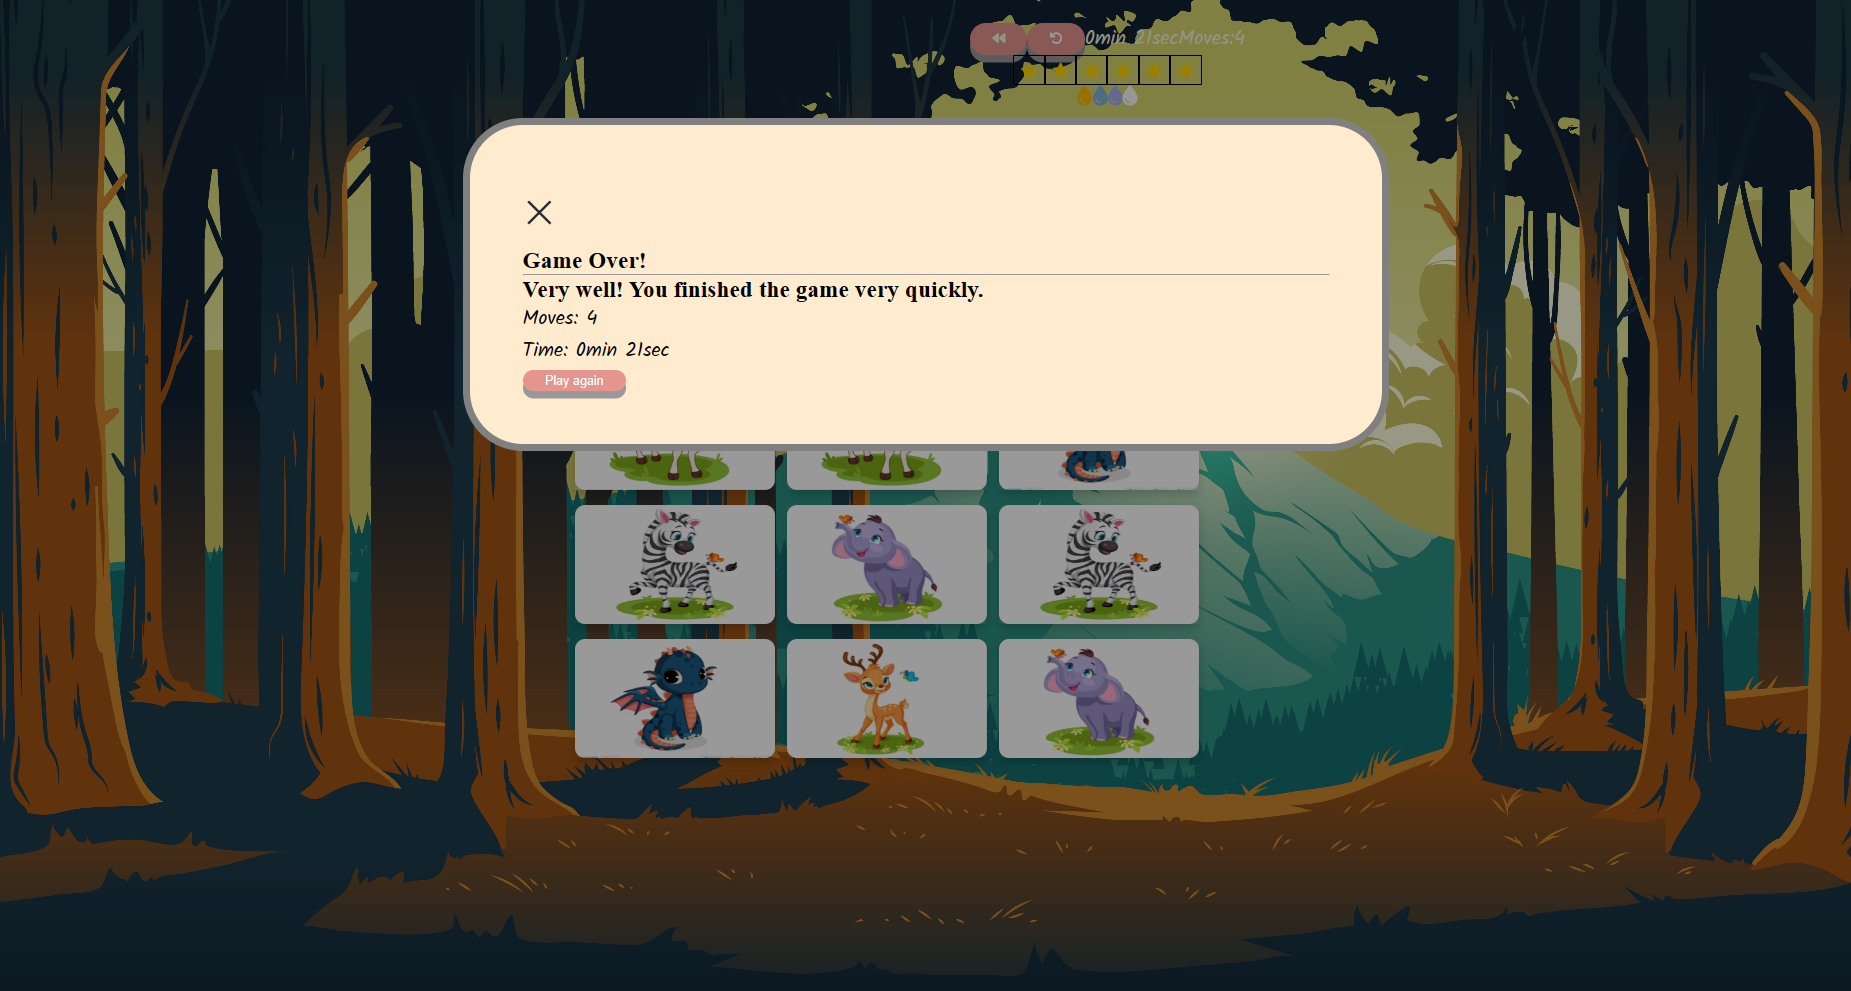 0min 21secMoves:4
Game Over!
Very well! You finished the game very quickly.
Moves: 4
Time: 0min 21sec
Play again